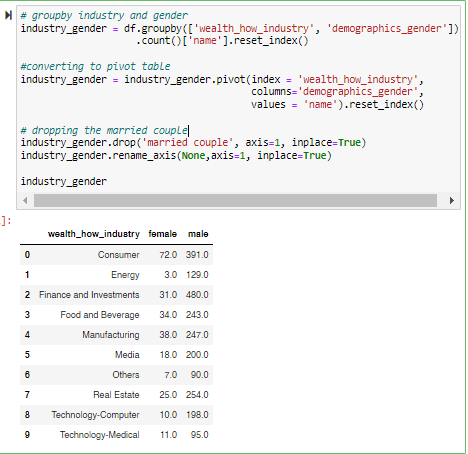 # groupby industry and gender
industry_gender = df.groupby(['wealth_how_industry', 'demographics_gender'])
.count()['name'].reset_index()
#converting to pivot table
industry_gender = industry_gender.pivot(index = 'wealth_how_industry',
columns='demographics_gender',
values = 'name').reset_index()
# dropping the married couple
industry_gender.drop('married couple', axis=1, inplace=True)
industry_gender.rename_axis(None,axis=1, inplace=True)
industry_gender
]:
wealth_how_industry female male
0 Consumer 72.0 391.0
1 Energy 3.0 129.0
2 Finance and Investments 31.0 480.0
3 Food and Beverage 34.0 243.0
4 Manufacturing 38.0 247.0
5 Media 18.0 200.0
6 Others 7.0 90.0
7 Real Estate 25.0 254.0
8 Technology-Computer 10.0 198.0
9 Technology-Medical 11.0 95.0